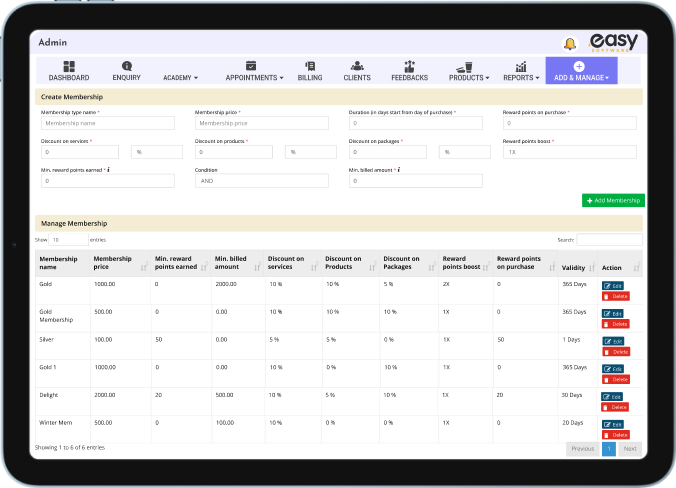 Admin
easy
SOFTWARE
DASHBOARD ENQUIRY ACADEMY APPOINTMENTS BILLING CLIENTS FEEDBACKS PRODUCTS REPORTS ADD & MANAGE
Create Membership
Membership type name * Membership price * Duration (in days start from day of purchase) * Reward points on purchase *
Membership name Membership price 0 0
Discount on services * Discount on products * Discount on packages * Reward points boost *
0 % 0 % 0 % 1X
Min. reward points earned * i Condition Min. billed amount * i
0 AND 0
+ Add Membership
Manage Membership
Show 10 entries Search:
Membership name Membership price Min. reward points earned Min. billed amount Discount on services Discount on Products Discount on Packages Reward points boost Reward points on purchase Validity Action
Gold 1000.00 0 2000.00 10 % 10 % 5 % 2X 0 365 Days Edit
Delete
Gold Membership 500.00 0 0.00 10 % 10 % 10 % 1X 0 365 Days Edit
Delete
Silver 100.00 50 0.00 5 % 5 % 0 % 1X 50 1 Days Edit
Delete
Gold 1 1000.00 0 0.00 10 % 0 % 10 % 1X 0 365 Days Edit
Delete
Delight 2000.00 20 500.00 10 % 5 % 10 % 1X 20 30 Days Edit
Delete
Winter Mem 500.00 0 100.00 10 % 0 % 0 % 1X 0 20 Days Edit
Delete
Showing 1 to 6 of 6 entries Previous 1 Next